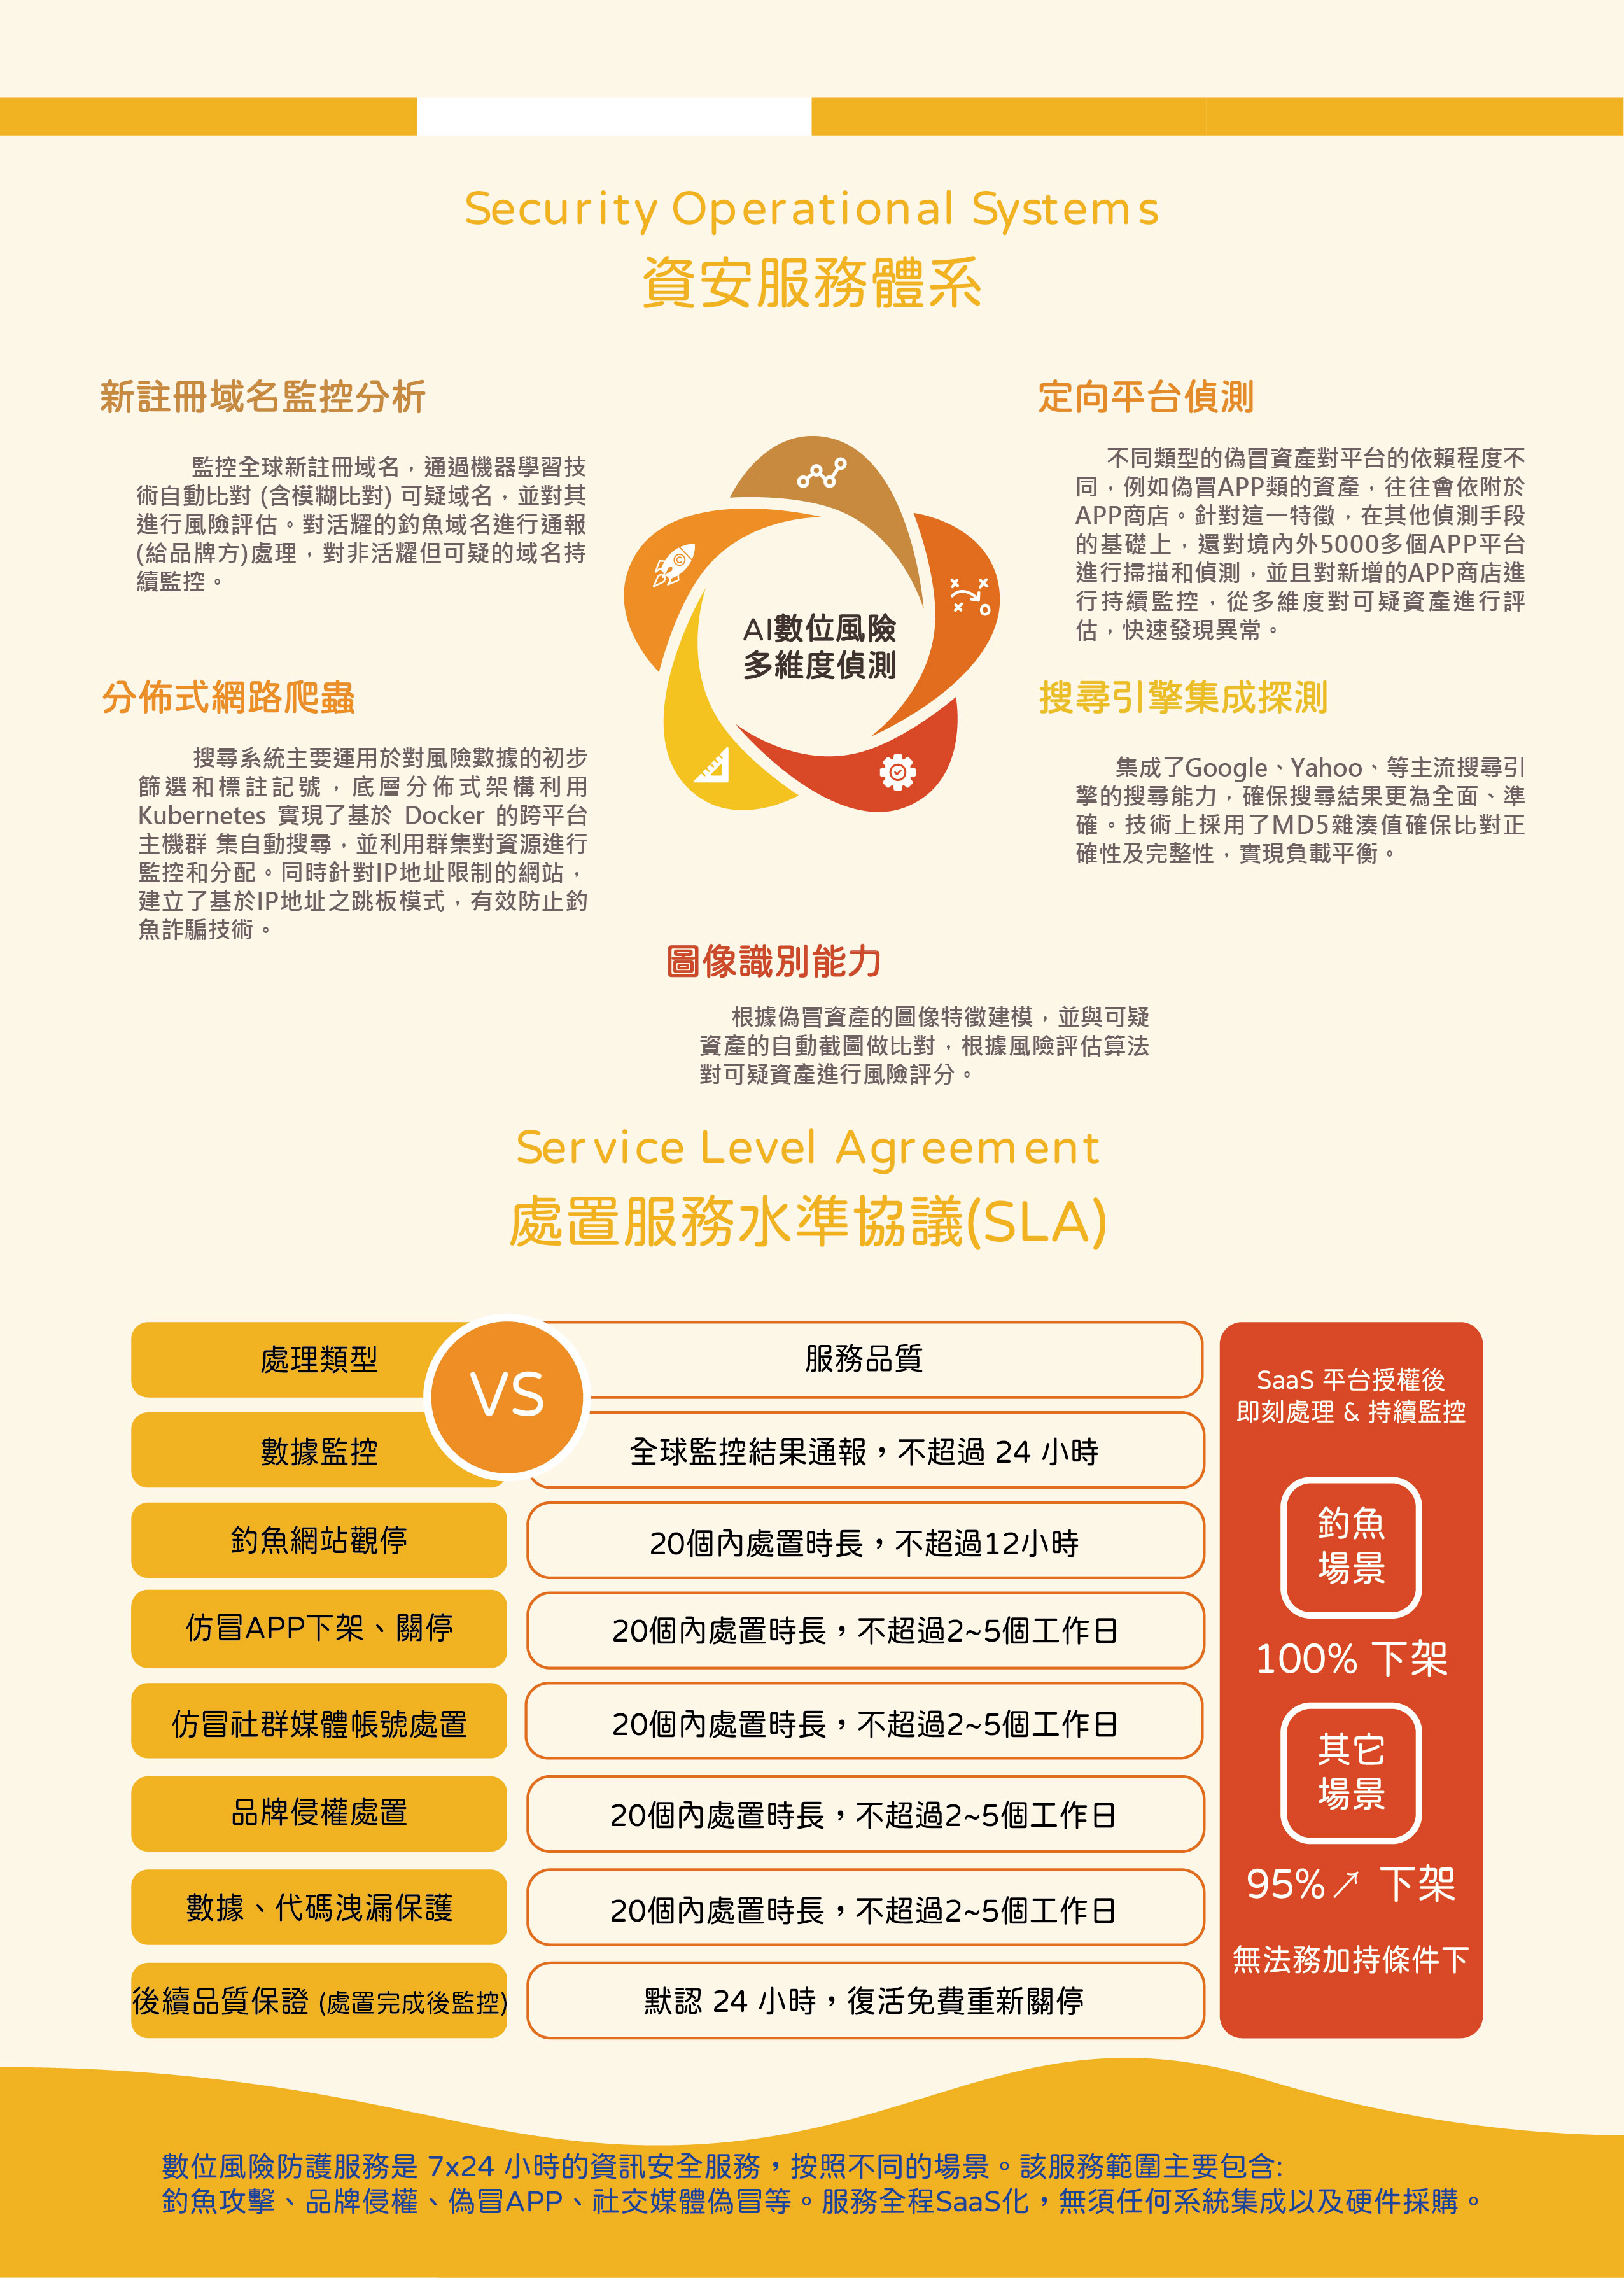 Security Operational Systems
資安服務體系
新註冊域名監控分析
監控全球新註冊域名，通過機器學習技
術自動比對 (含模糊比對) 可疑域名，並對其
進行風險評估。對活耀的釣魚域名進行通報
(給品牌方)處理，對非活耀但可疑的域名持
續監控。
分佈式網路爬蟲
搜尋系統主要運用於對風險數據的初步
篩選和標註記號，底層分佈式架構利用
Kubernetes 實現了基於 Docker 的跨平台
主機群 集自動搜尋，並利用群集對資源進行
監控和分配。同時針對IP地址限制的網站，
建立了基於IP地址之跳板模式，有效防止釣
魚詐騙技術。
AI數位風險
多維度偵測
定向平台偵測
不同類型的偽冒資產對平台的依賴程度不
同，例如偽冒APP類的資產，往往會依附於
APP商店。針對這一特徵，在其他偵測手段
的基礎上，還對境內外5000多個APP平台
進行掃描和偵測，並且對新增的APP商店進
行持續監控，從多維度對可疑資產進行評
估，快速發現異常。
搜尋引擎集成探測
集成了Google、Yahoo、等主流搜尋引
擎的搜尋能力，確保搜尋結果更為全面、準
確。技術上採用了MD5雜湊值確保比對正
確性及完整性，實現負載平衡。
圖像識別能力
根據偽冒資產的圖像特徵建模，並與可疑
資產的自動截圖做比對，根據風險評估算法
對可疑資產進行風險評分。
Service Level Agreement
處置服務水準協議(SLA)
處理類型
VS
服務品質
數據監控
全球監控結果通報，不超過 24 小時
釣魚網站觀停
20個內處置時長，不超過12小時
仿冒APP下架、關停
20個內處置時長，不超過2~5個工作日
仿冒社群媒體帳號處置
20個內處置時長，不超過2~5個工作日
品牌侵權處置
20個內處置時長，不超過2~5個工作日
數據、代碼洩漏保護
20個內處置時長，不超過2~5個工作日
後續品質保證 (處置完成後監控)
默認 24 小時，復活免費重新關停
SaaS 平台授權後
即刻處理 & 持續監控
釣魚
場景
100% 下架
其它
場景
95%↗ 下架
無法務加持條件下
數位風險防護服務是 7x24 小時的資訊安全服務，按照不同的場景。該服務範圍主要包含:
釣魚攻擊、品牌侵權、偽冒APP、社交媒體偽冒等。服務全程SaaS化，無須任何系統集成以及硬件採購。
©